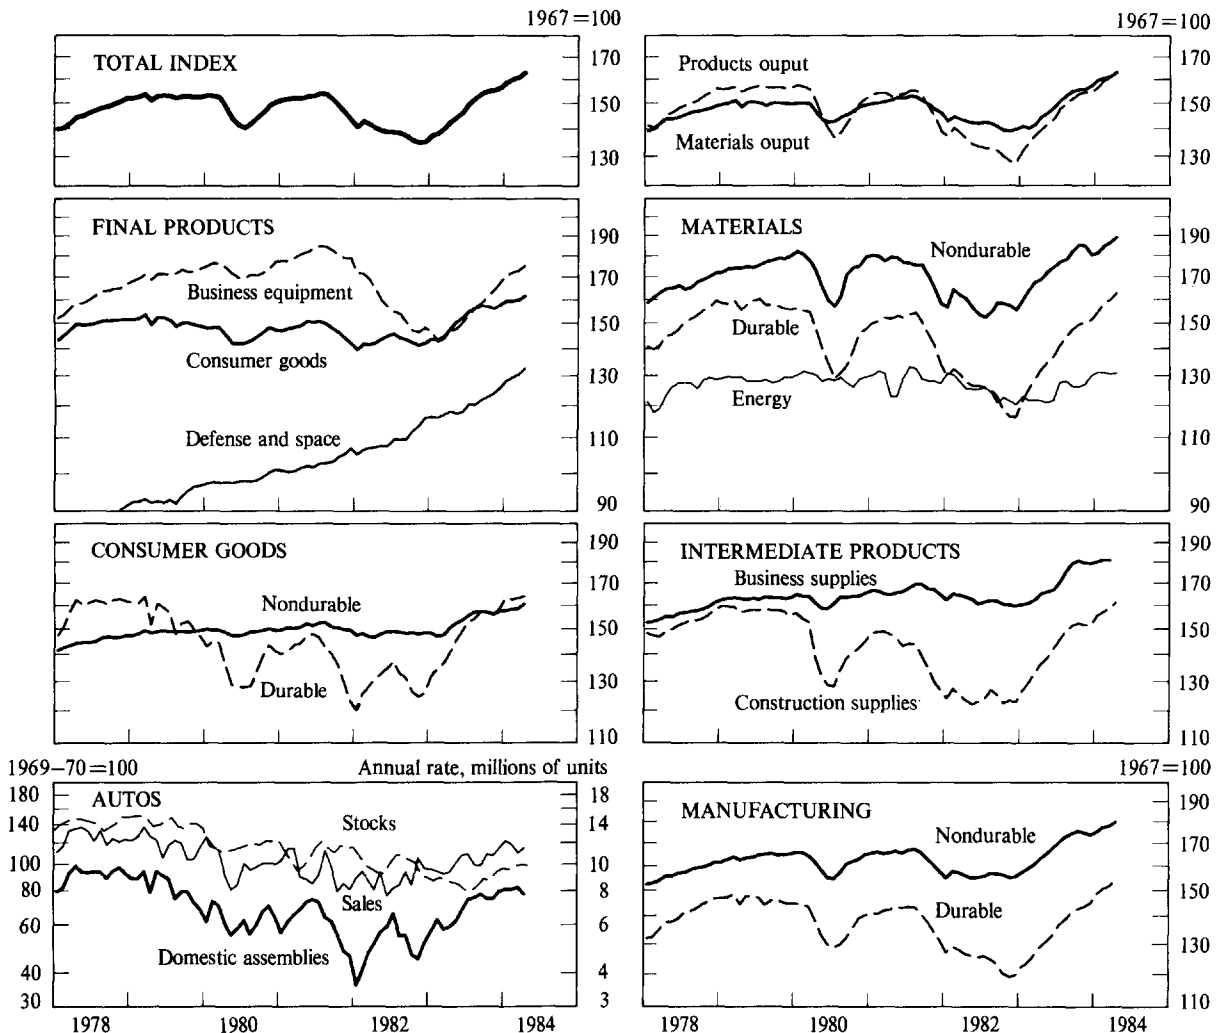 1967=100
TOTAL INDEX
170
150
130
FINAL PRODUCTS
190
170
Business equipment
150
Consumer goods
130
Defense and space
110
90
CONSUMER GOODS
190
170
Nondurable
150
Durable
130
110
1969–70=100
Annual rate, millions of units
AUTOS
180
140
100
80
60
40
30
Stocks
Sales
Domestic assemblies
18
14
10
8
6
4
3
1978
1980
1982
1984
1967=100
Products ouput
Materials ouput
170
150
130
MATERIALS
Nondurable
190
170
Durable
150
Energy
130
110
90
INTERMEDIATE PRODUCTS
Business supplies
190
170
150
Construction supplies
130
110
1967=100
MANUFACTURING
Nondurable
190
170
150
Durable
130
110
1978
1980
1982
1984